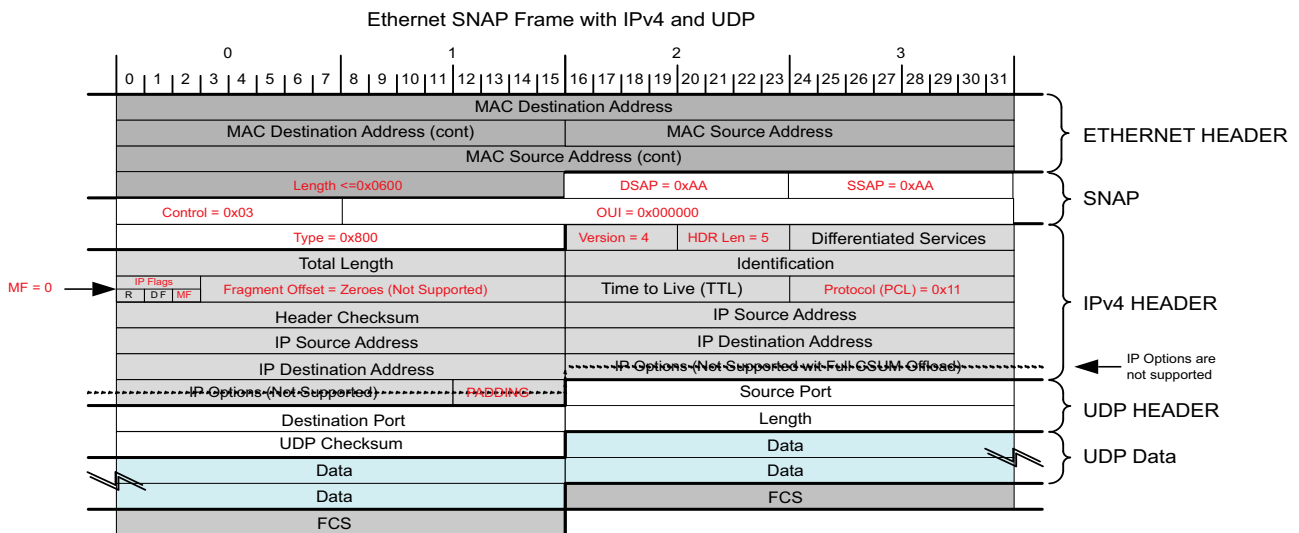 Ethernet SNAP Frame with IPv4 and UDP
0 1 2 3
0 1 2 3 4 5 6 7 8 9 10 11 12 13 14 15 16 17 18 19 20 21 22 23 24 25 26 27 28 29 30 31
MAC Destination Address
MAC Destination Address (cont) MAC Source Address
ETHERNET HEADER
MAC Source Address (cont)
Length <=0x0600 DSAP = 0xAA SSAP = 0xAA
SNAP
Control = 0x03 OUI = 0x000000
Type = 0x800 Version = 4 HDR Len = 5 Differentiated Services
Total Length Identification
MF = 0 IP Flags
R D F MF Fragment Offset = Zeroes (Not Supported) Time to Live (TTL) Protocol (PCL) = 0x11
IPv4 HEADER
Header Checksum IP Source Address
IP Source Address IP Destination Address
IP Destination Address IP Options (Not Supported wit Full CSUM Offload)
IP Options are
not supported
IP Options (Not Supported) PADDING Source Port
UDP HEADER
Destination Port Length
UDP Checksum Data
UDP Data
Data Data
Data FCS
FCS